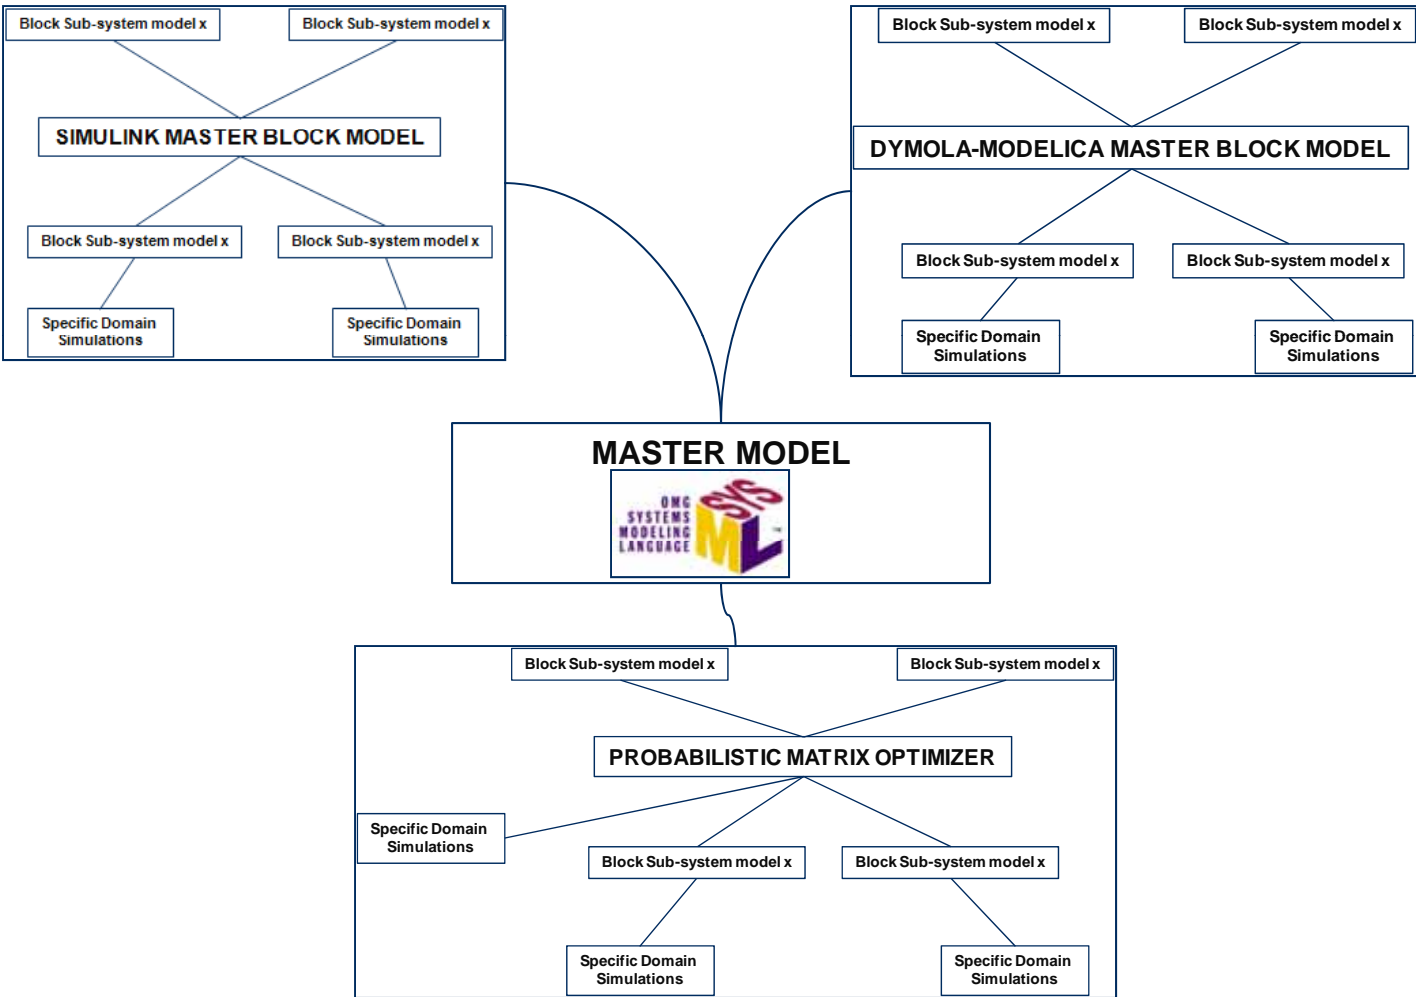 Block Sub-system model x
Block Sub-system model x
SIMULINK MASTER BLOCK MODEL
Block Sub-system model x
Block Sub-system model x
Specific Domain
Simulations
Specific Domain
Simulations
Block Sub-system model x
Block Sub-system model x
DYMOLA-MODELICA MASTER BLOCK MODEL
Block Sub-system model x
Block Sub-system model x
Specific Domain
Simulations
Specific Domain
Simulations
MASTER MODEL
OMG
SYSTEMS
MODELING
LANGUAGE
SYS
ML
Block Sub-system model x
Block Sub-system model x
PROBABILISTIC MATRIX OPTIMIZER
Specific Domain
Simulations
Block Sub-system model x
Block Sub-system model x
Specific Domain
Simulations
Specific Domain
Simulations